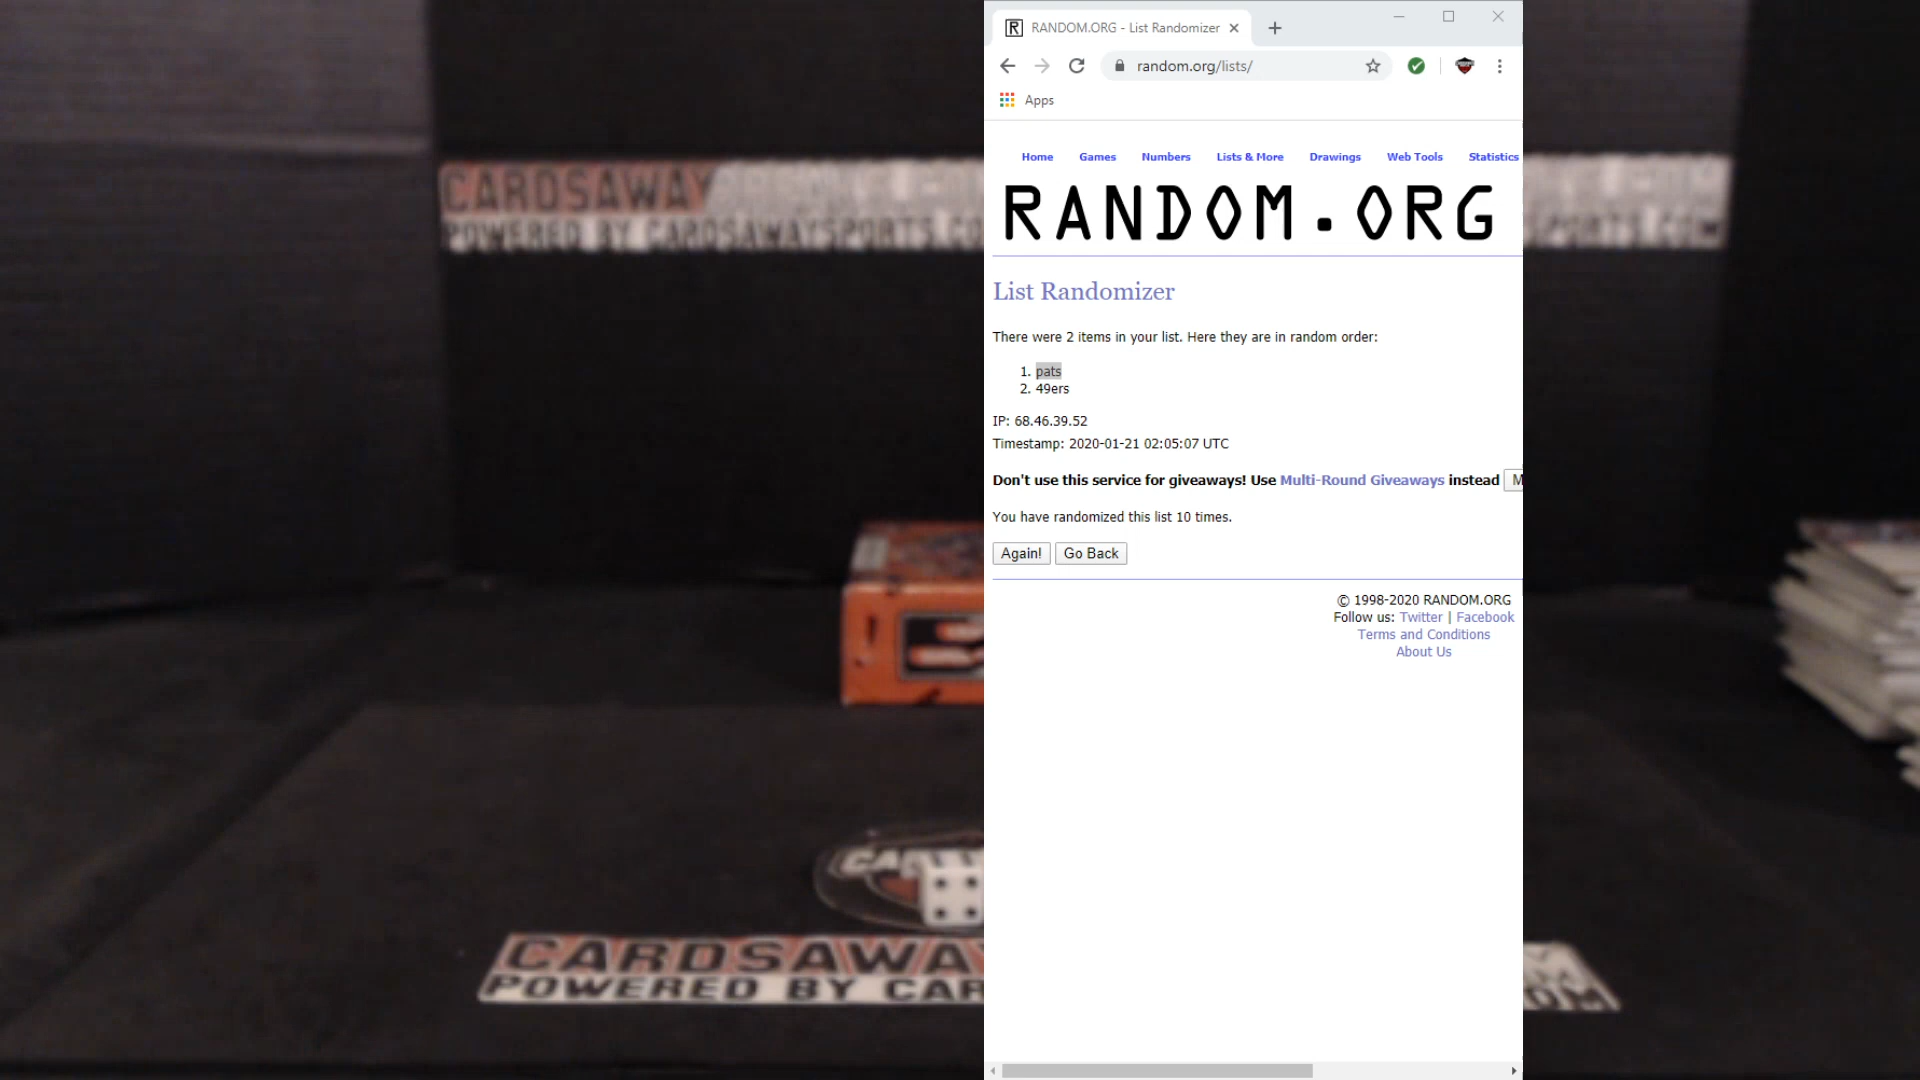 RANDOM.ORG - List Randomizer
random.org/lists/
Apps
Home Games Numbers Lists & More Drawings Web Tools Statistics
RANDOM.ORG
List Randomizer
There were 2 items in your list. Here they are in random order:
1. pats
2. 49ers
IP: 68.46.39.52
Timestamp: 2020-01-21 02:05:07 UTC
Don't use this service for giveaways! Use Multi-Round Giveaways instead M
You have randomized this list 10 times.
Again! Go Back
© 1998-2020 RANDOM.ORG
Follow us: Twitter | Facebook
Terms and Conditions
About Us
CARDSAWAY
POWERED BY CARDSAWAYSPORTS.CO
CARDSAWAY
POWERED BY CAR